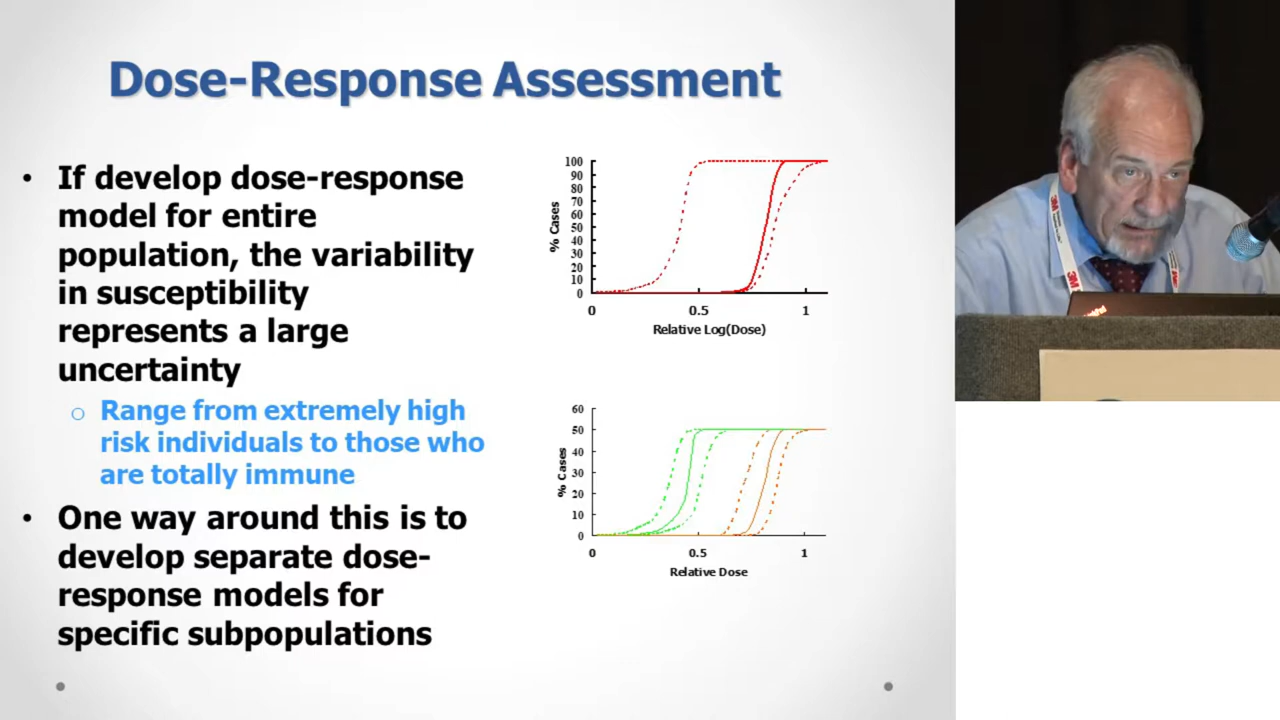 Dose-Response Assessment
• If develop dose-response
model for entire
population, the variability
in susceptibility
represents a large
uncertainty
○ Range from extremely high
risk individuals to those who
are totally immune
• One way around this is to
develop separate dose-
response models for
specific subpopulations
% Cases
100
90
80
70
60
50
40
30
20
10
0
0 0.5 1
Relative Log(Dose)
% Cases
60
50
40
30
20
10
0
0 0.5 1
Relative Dose
3M
3M